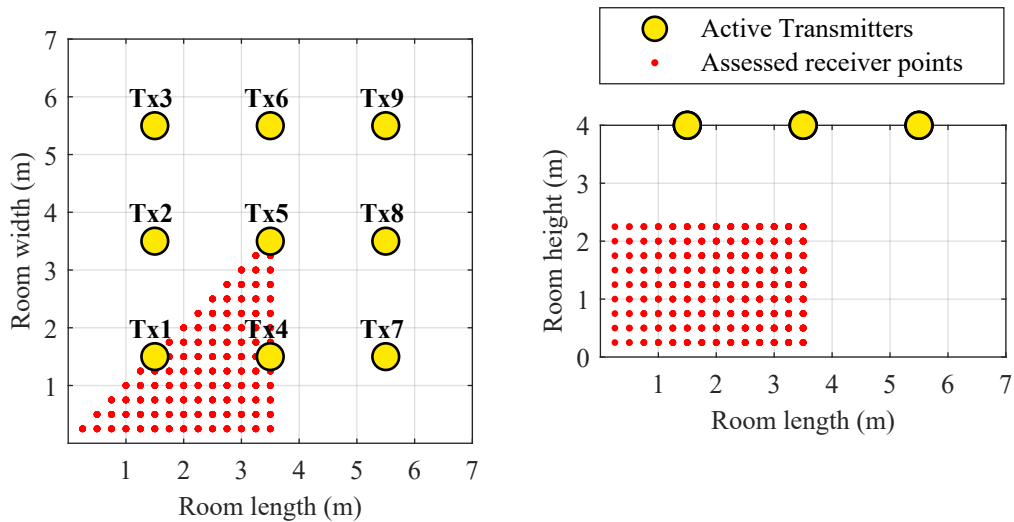 7
6
5
4
3
2
1
Room width (m)
Tx3 Tx6 Tx9
Tx2 Tx5 Tx8
Tx1 Tx4 Tx7
1 2 3 4 5 6 7
Room length (m)
Active Transmitters
Assessed receiver points
4
3
2
1
0
Room height (m)
1 2 3 4 5 6 7
Room length (m)